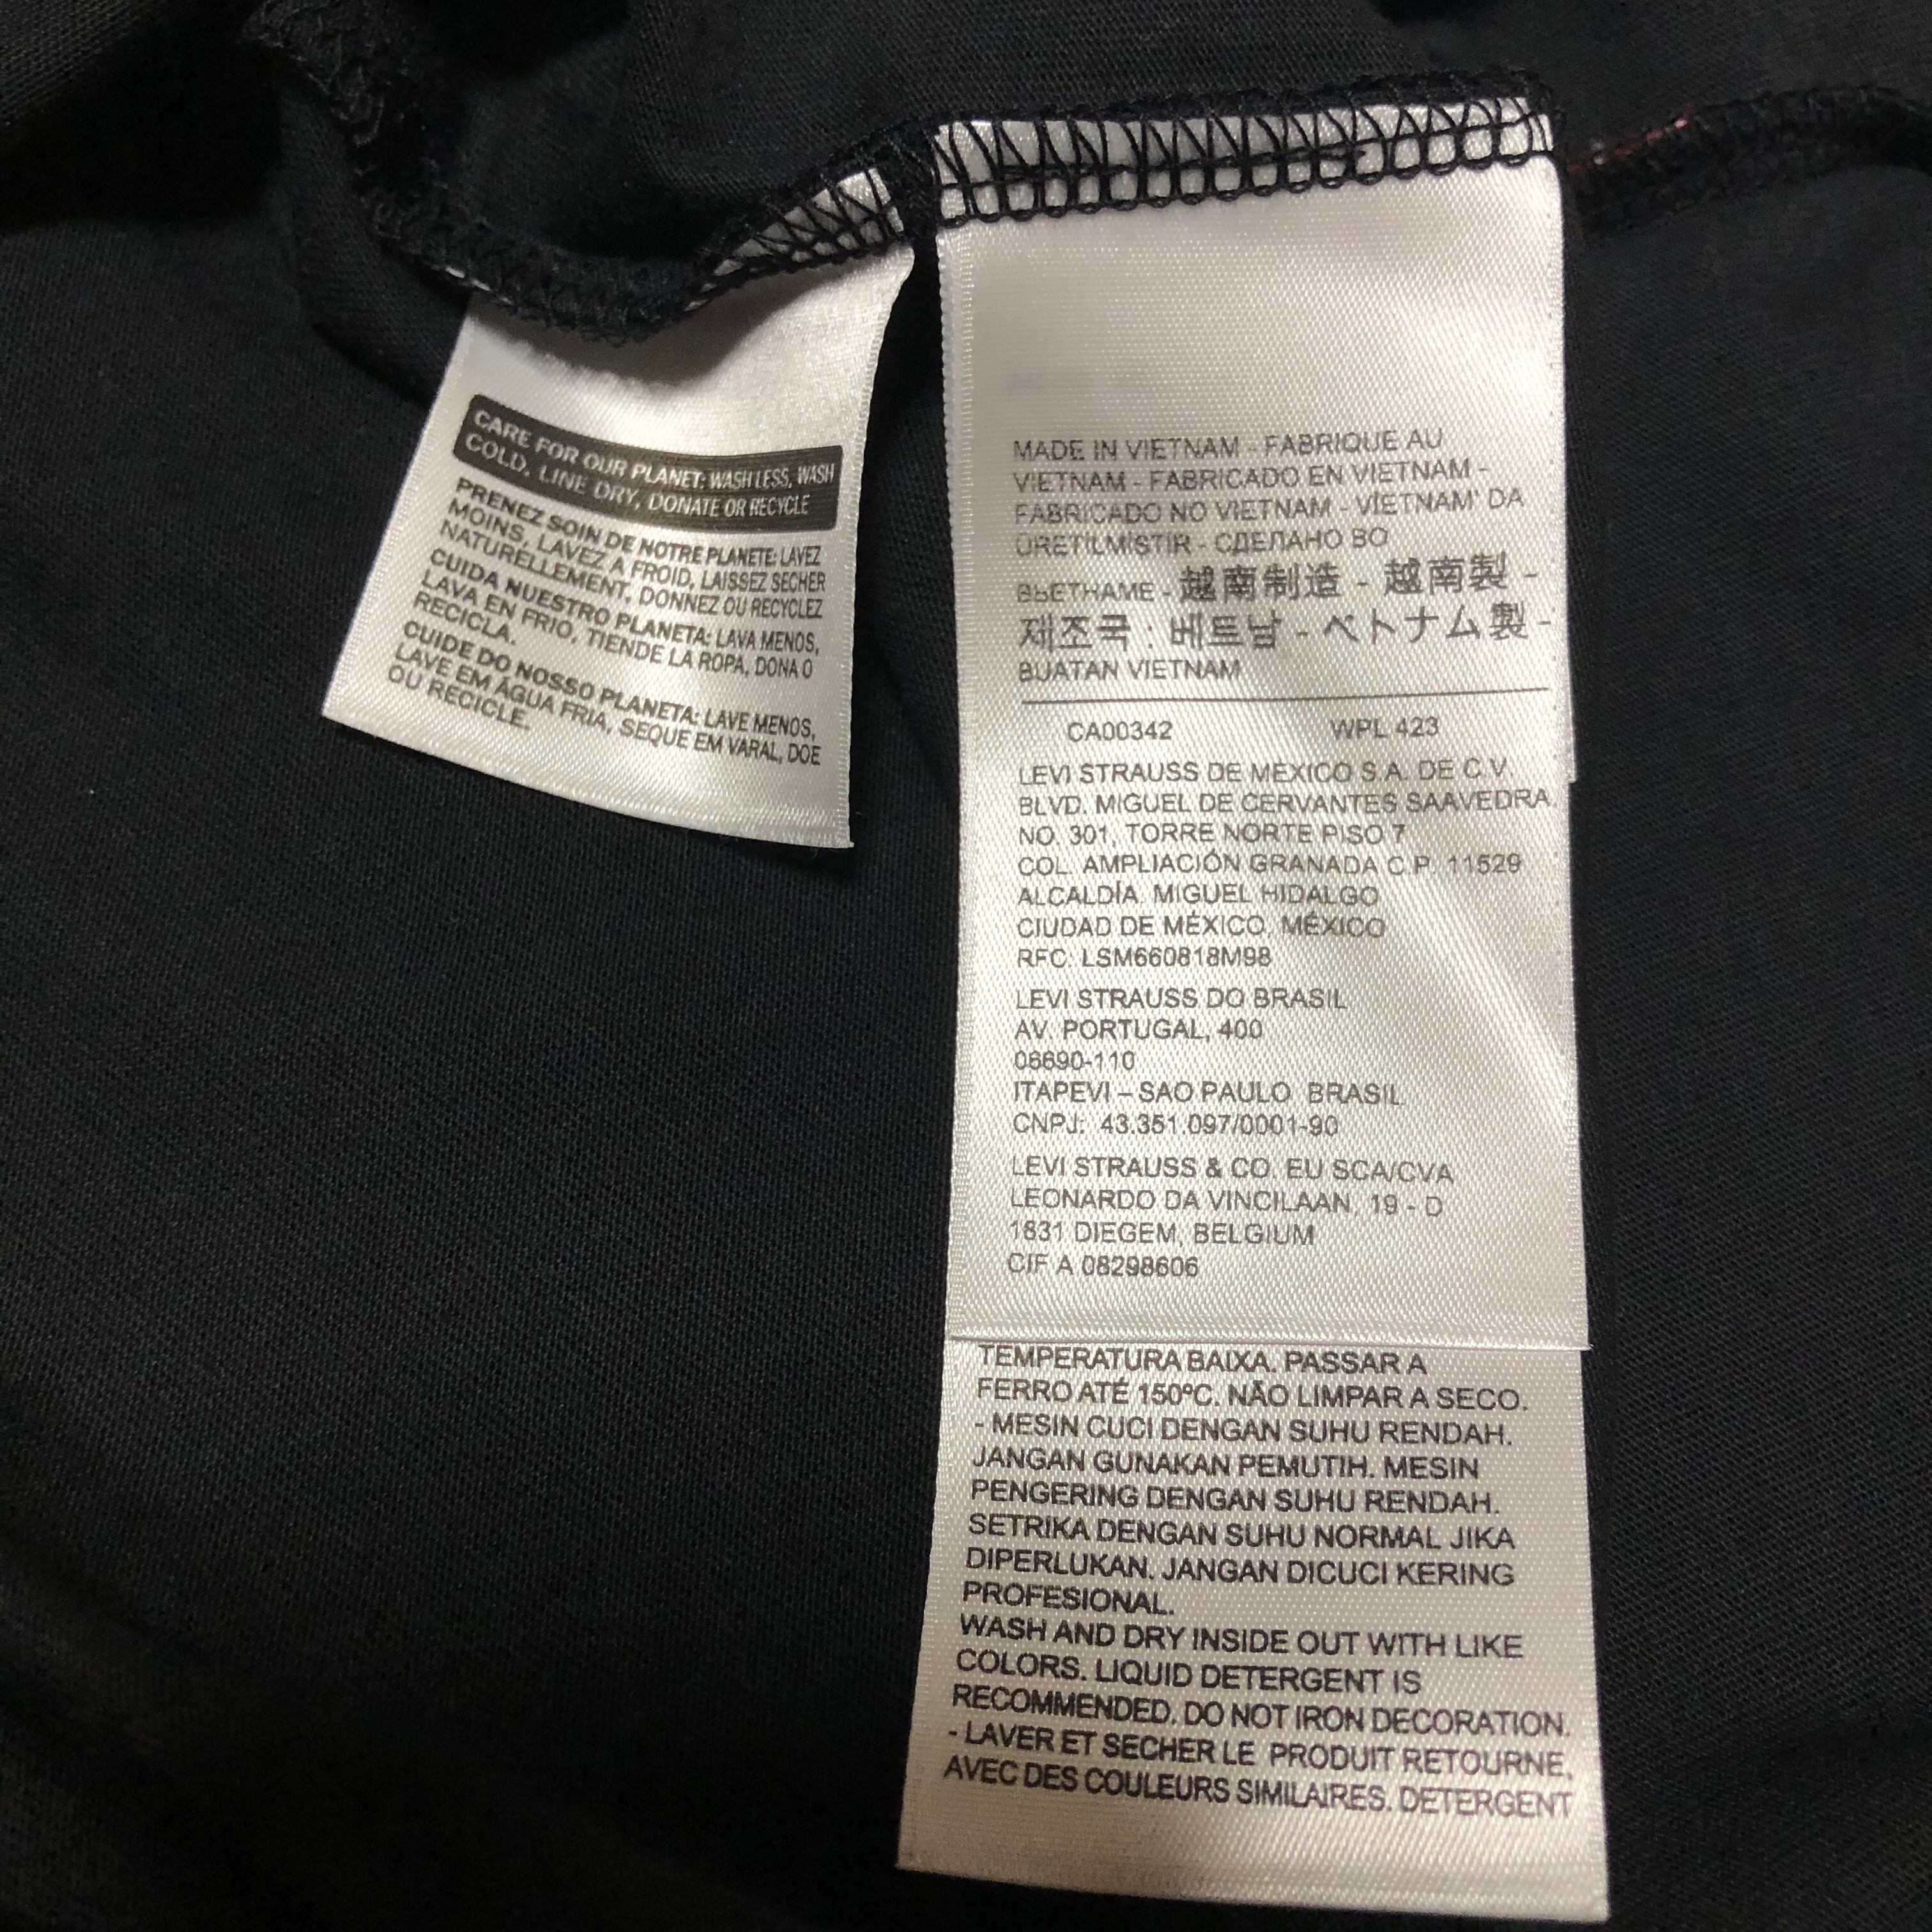 CARE FOR OUR PLANET: WASH LESS, WASH
COLD, LINE DRY, DONATE OR RECYCLE
PRENEZ SOIN DE NOTRE PLANETE: LAVEZ
MOINS, LAVEZ A FROID, LAISSEZ SECHER
NATURELLEMENT, DONNEZ OU RECYCLEZ
CUIDA NUESTRO PLANETA: LAVA MENOS,
LAVA EN FRIO, TIENDE LA ROPA, DONA O
RECICLA.
CUIDE DO NOSSO PLANETA: LAVE MENOS,
LAVE EM ÁGUA FRIA, SEQUE EM VARAL, DOE
OU RECICLE.
MADE IN VIETNAM - FABRIQUE AU
VIETNAM - FABRICADO EN VIETNAM -
FABRICADO NO VIETNAM - VİETNAM' DA
ÜRETİLMİSTİR - СДЕЛАНО ВО
ВЬЕТНАМЕ - 越南制造 - 越南製 -
제조국 : 베트남 - ベトナム製 -
BUATAN VIETNAM
CA00342 WPL 423
LEVI STRAUSS DE MEXICO S.A. DE C.V.
BLVD. MIGUEL DE CERVANTES SAAVEDRA
NO. 301, TORRE NORTE PISO 7
COL. AMPLIACIÓN GRANADA C.P. 11529
ALCALDÍA MIGUEL HIDALGO
CIUDAD DE MÉXICO, MÉXICO
RFC: LSM660818M98
LEVI STRAUSS DO BRASIL
AV. PORTUGAL, 400
06690-110
ITAPEVI – SAO PAULO BRASIL
CNPJ: 43.351.097/0001-90
LEVI STRAUSS & CO. EU SCA/CVA
LEONARDO DA VINCILAAN, 19 - D
1831 DIEGEM, BELGIUM
CIF A 08298606
TEMPERATURA BAIXA. PASSAR A
FERRO ATÉ 150ºC. NÃO LIMPAR A SECO.
- MESIN CUCI DENGAN SUHU RENDAH.
JANGAN GUNAKAN PEMUTIH. MESIN
PENGERING DENGAN SUHU RENDAH.
SETRIKA DENGAN SUHU NORMAL JIKA
DIPERLUKAN. JANGAN DICUCI KERING
PROFESIONAL.
WASH AND DRY INSIDE OUT WITH LIKE
COLORS. LIQUID DETERGENT IS
RECOMMENDED. DO NOT IRON DECORATION.
- LAVER ET SECHER LE PRODUIT RETOURNE,
AVEC DES COULEURS SIMILAIRES. DETERGENT